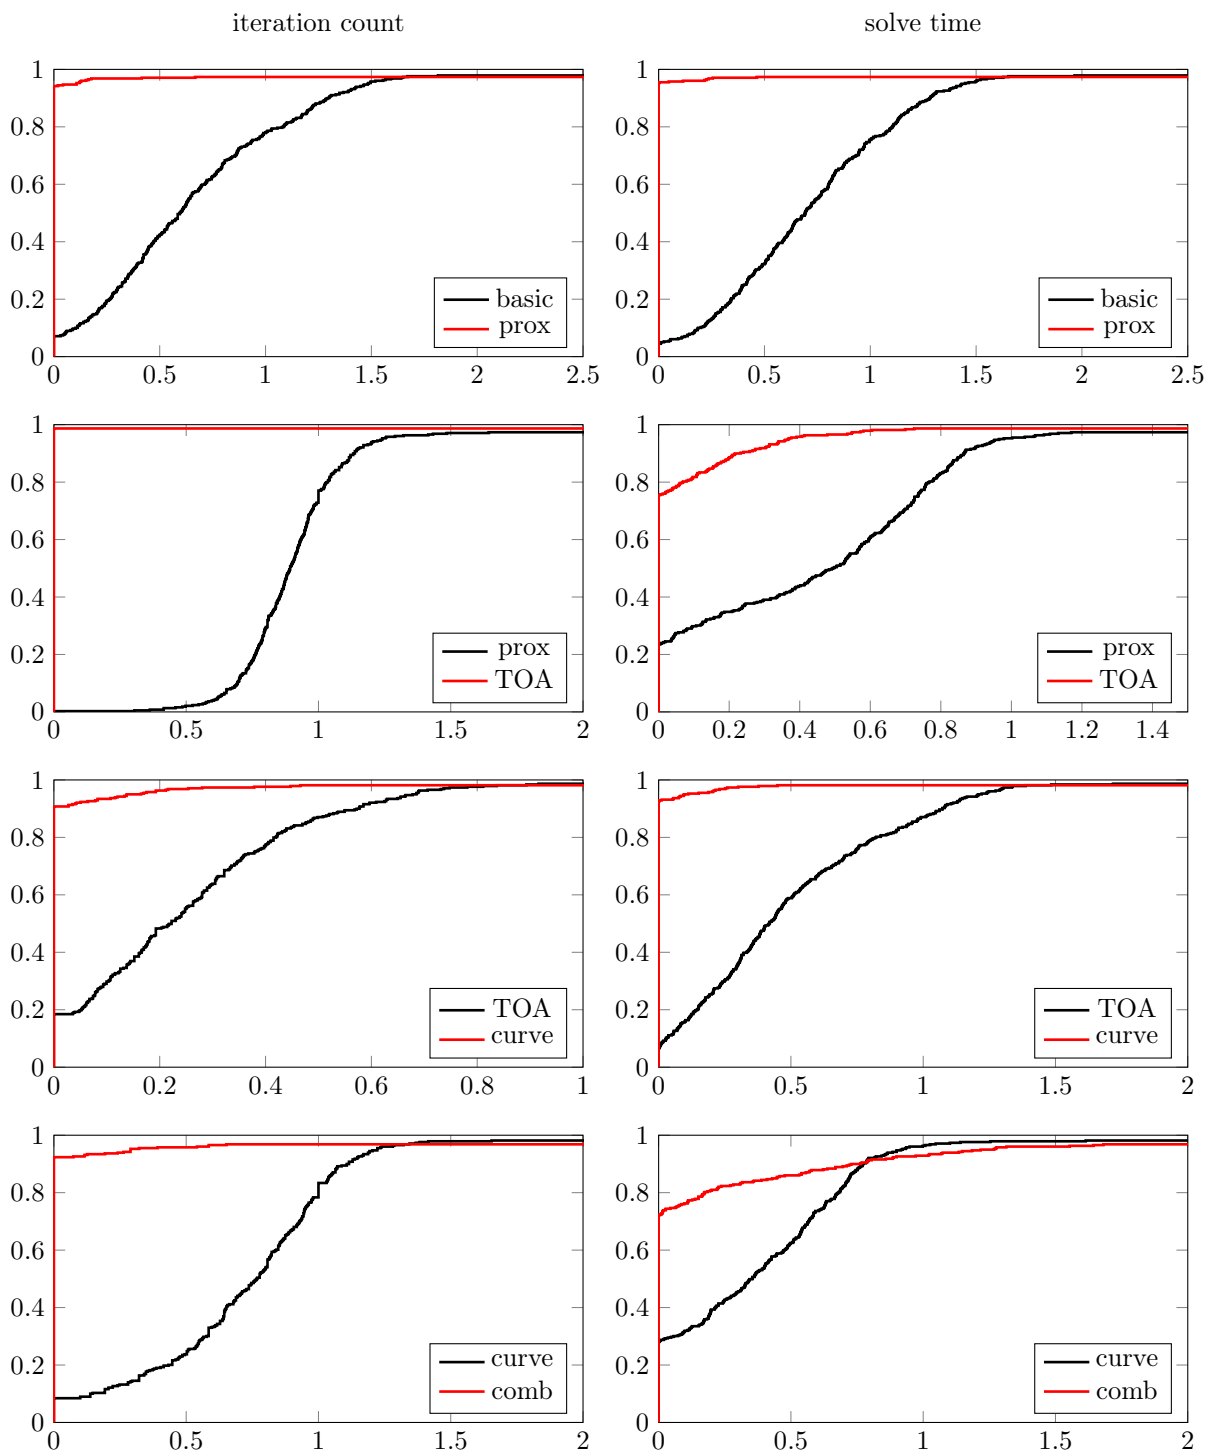 iteration count solve time
1 1
0.8 0.8
0.6 0.6
0.4 0.4
0.2 basic 0.2 basic
prox prox
0 0
0 0.5 1 1.5 2 2.5 0 0.5 1 1.5 2 2.5
1 1
0.8 0.8
0.6 0.6
0.4 0.4
0.2 prox 0.2 prox
TOA TOA
0 0
0 0.5 1 1.5 2 0 0.2 0.4 0.6 0.8 1 1.2 1.4
1 1
0.8 0.8
0.6 0.6
0.4 0.4
0.2 TOA 0.2 TOA
curve curve
0 0
0 0.2 0.4 0.6 0.8 1 0 0.5 1 1.5 2
1 1
0.8 0.8
0.6 0.6
0.4 0.4
0.2 curve 0.2 curve
comb comb
0 0
0 0.5 1 1.5 2 0 0.5 1 1.5 2